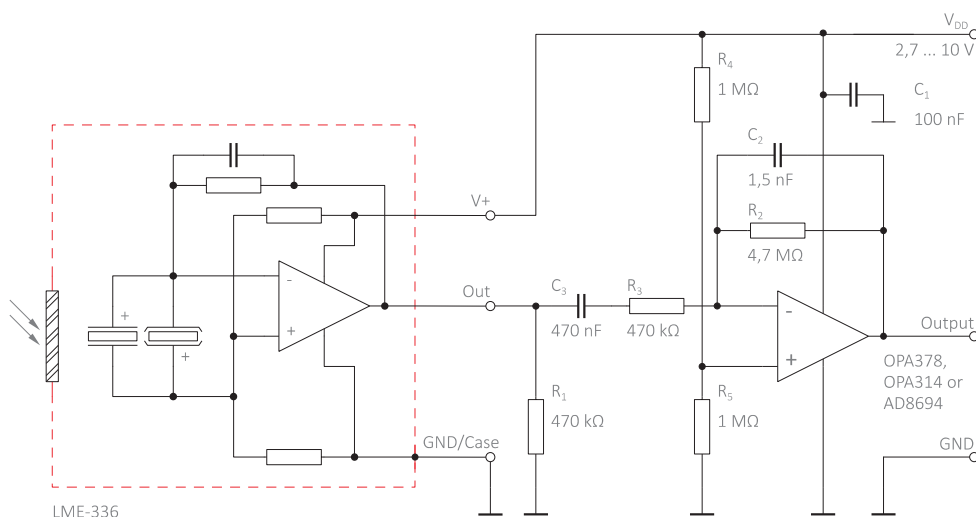 V_DD
2,7 ... 10 V
R₄
1 MΩ
C₁
100 nF
C₂
1,5 nF
R₂
4,7 MΩ
V+
-
+
+
+
Out
C₃
470 nF
R₃
470 kΩ
-
+
Output
OPA378,
OPA314 or
AD8694
R₁
470 kΩ
R₅
1 MΩ
GND/Case
GND
LME-336